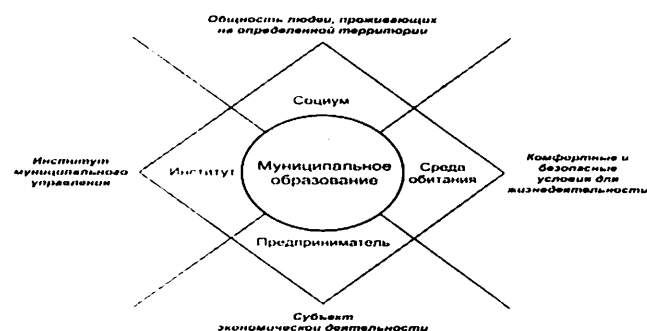 Общность людей, проживающих
на определенной территории
Социум
Институт
муниципального
управления
Институт
Муниципальное
образование
Среда
обитания
Комфортные и
безопасные
условия для
жизнедеятельности
Предприниматель
Субъект
экономической деятельности